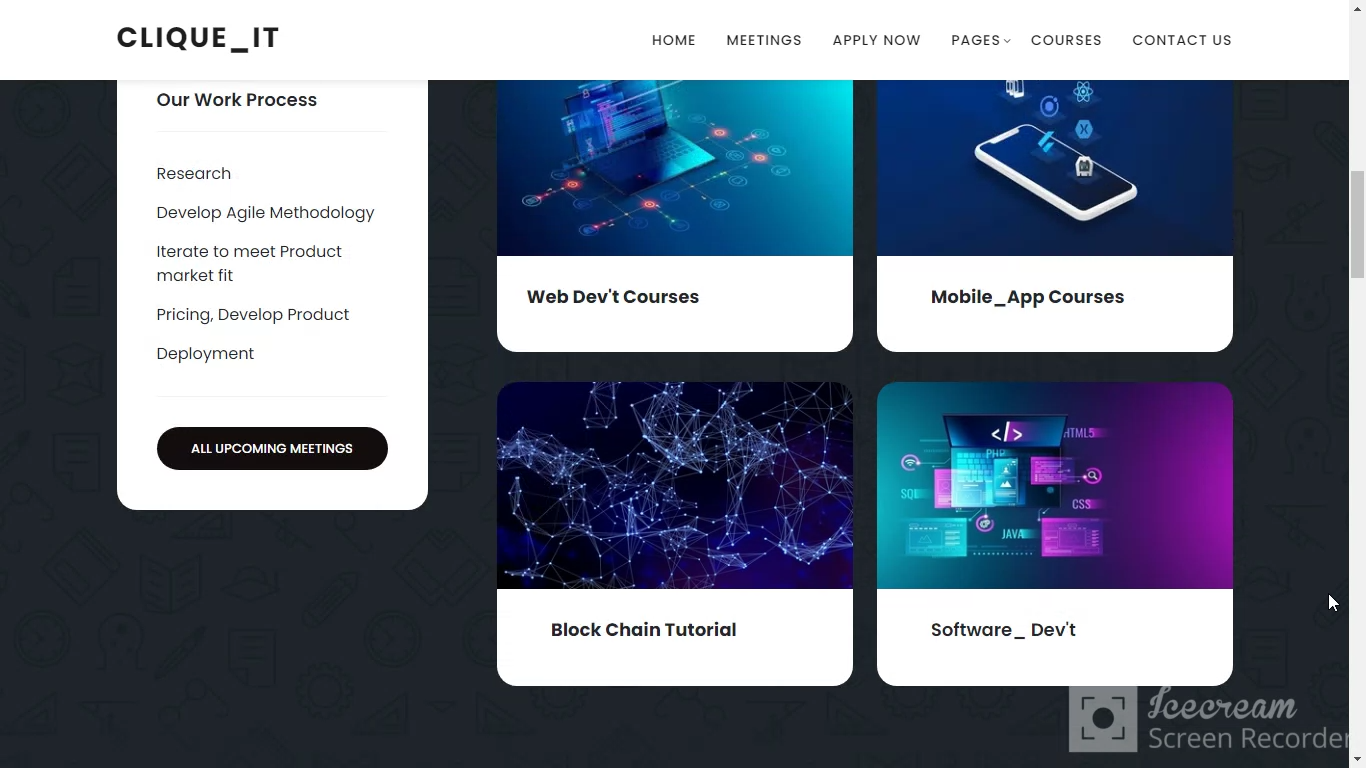 CLIQUE_IT
HOME
MEETINGS
APPLY NOW
PAGES
COURSES
CONTACT US
Our Work Process
Research
Develop Agile Methodology
Iterate to meet Product
market fit
Pricing, Develop Product
Deployment
ALL UPCOMING MEETINGS
Web Dev't Courses
Mobile_App Courses
</>
HTML5
PHP
SQL
CSS
JAVA
Block Chain Tutorial
Software_ Dev't
Icecream
Screen Recorder